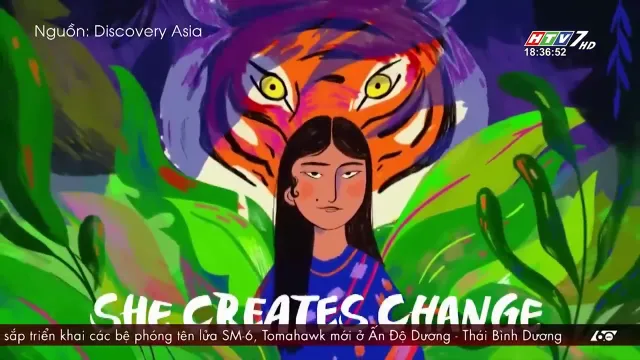 Nguồn: Discovery Asia
HTV7 HD
18:36:52
SHE CREATES CHANGE
sắp triển khai các bệ phóng tên lửa SM-6, Tomahawk mới ở Ấn Độ Dương - Thái Bình Dương
60